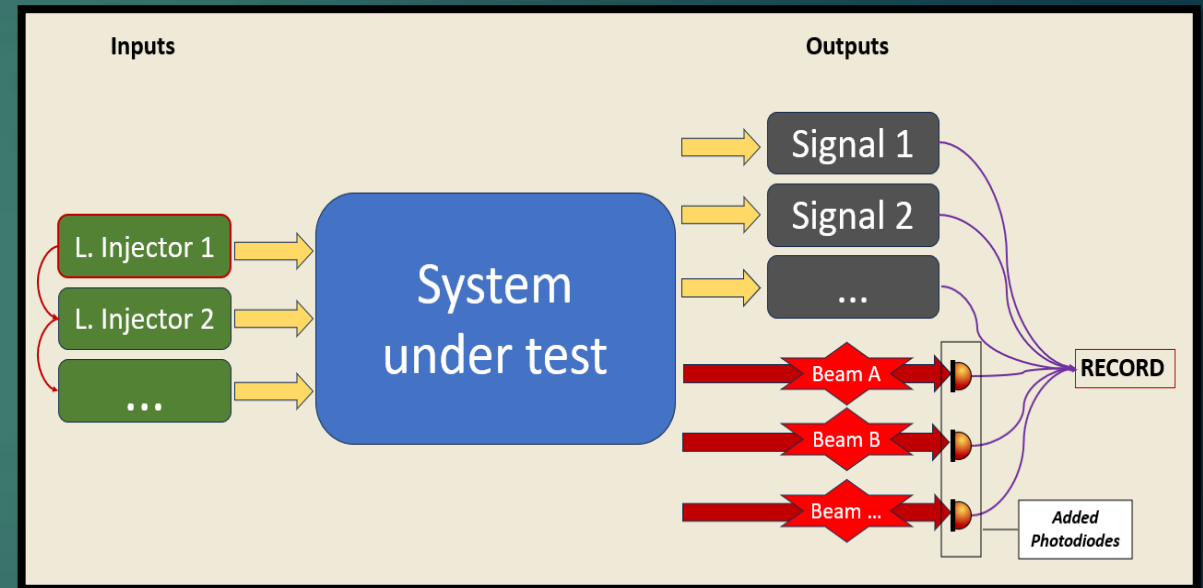 Inputs
Outputs
L. Injector 1
L. Injector 2
...
System
under test
Signal 1
Signal 2
...
Beam A
Beam B
Beam ...
RECORD
Added
Photodiodes